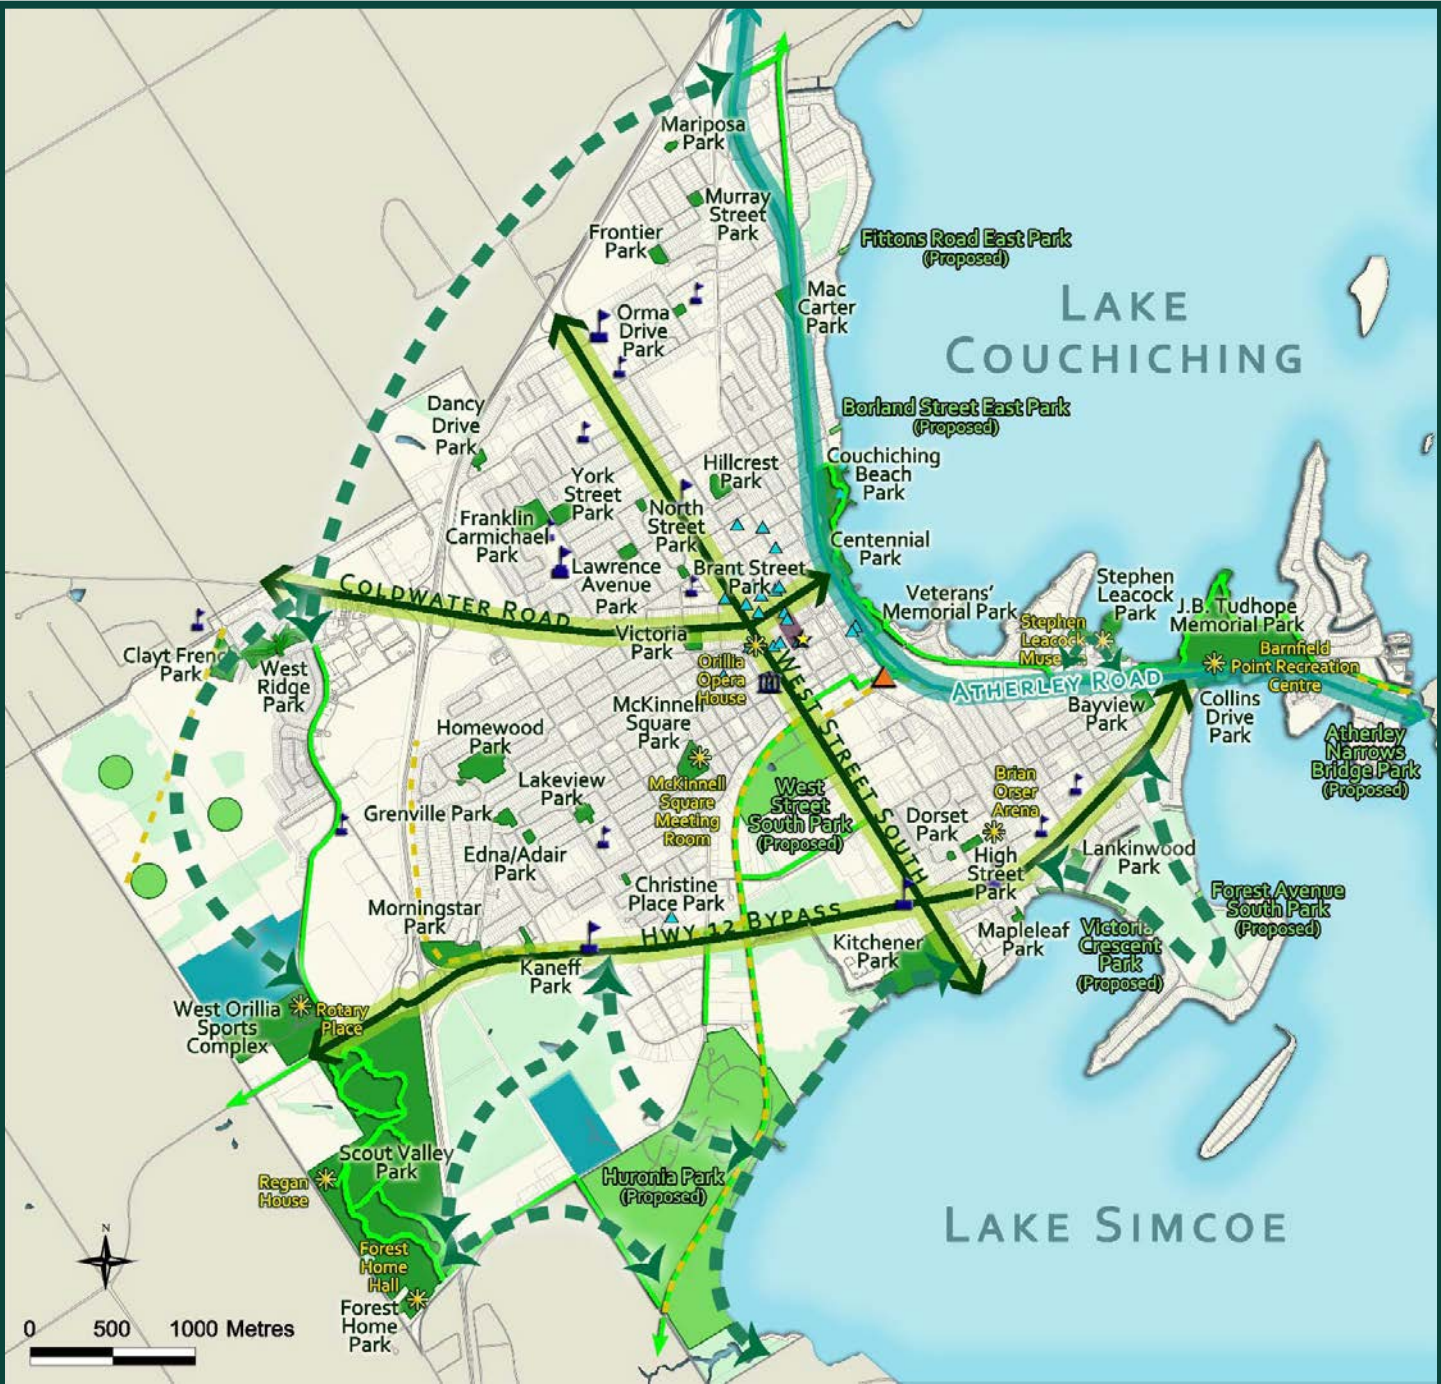 Mariposa
Park
Murray
Street
Park
Frontier
Park
Fittons Road East Park
(Proposed)
Mac
Carter
Park
LAKE
COUCHICHING
Orma
Drive
Park
Dancy
Drive
Park
Borland Street East Park
(Proposed)
Couchiching
Beach
Park
Hillcrest
Park
York
Street
Park
North
Street
Park
Franklin
Carmichael
Park
Centennial
Park
Lawrence
Avenue
Park
Brant Street
Park
COLDWATER ROAD
Veterans'
Memorial Park
Stephen
Leacock
Park
J.B. Tudhope
Memorial Park
Stephen
Leacock
Muse
Victoria
Park
Clayt French
Park
West
Ridge
Park
Orillia
Opera
House
Barnfield
Point Recreation
Centre
ATHERLEY ROAD
Bayview
Park
Collins
Drive
Park
McKinnell
Square
Park
WEST STREET SOUTH
Homewood
Park
Atherley
Narrows
Bridge Park
(Proposed)
Lakeview
Park
McKinnell
Square
Meeting
Room
West
Street
South Park
(Proposed)
Brian
Orser
Arena
Grenville Park
Dorset
Park
Edna/Adair
Park
High
Street
Park
Lankinwood
Park
Christine
Place Park
Forest Avenue
South Park
(Proposed)
Morningstar
Park
HWY 12 BYPASS
Kitchener
Park
Mapleleaf
Park
Victoria
Crescent
Park
(Proposed)
Kaneff
Park
West Orillia
Sports
Complex
Rotary
Place
Scout Valley
Park
Regan
House
Huronia Park
(Proposed)
LAKE SIMCOE
Forest
Home
Hall
Forest
Home
Park
N
0 500 1000 Metres